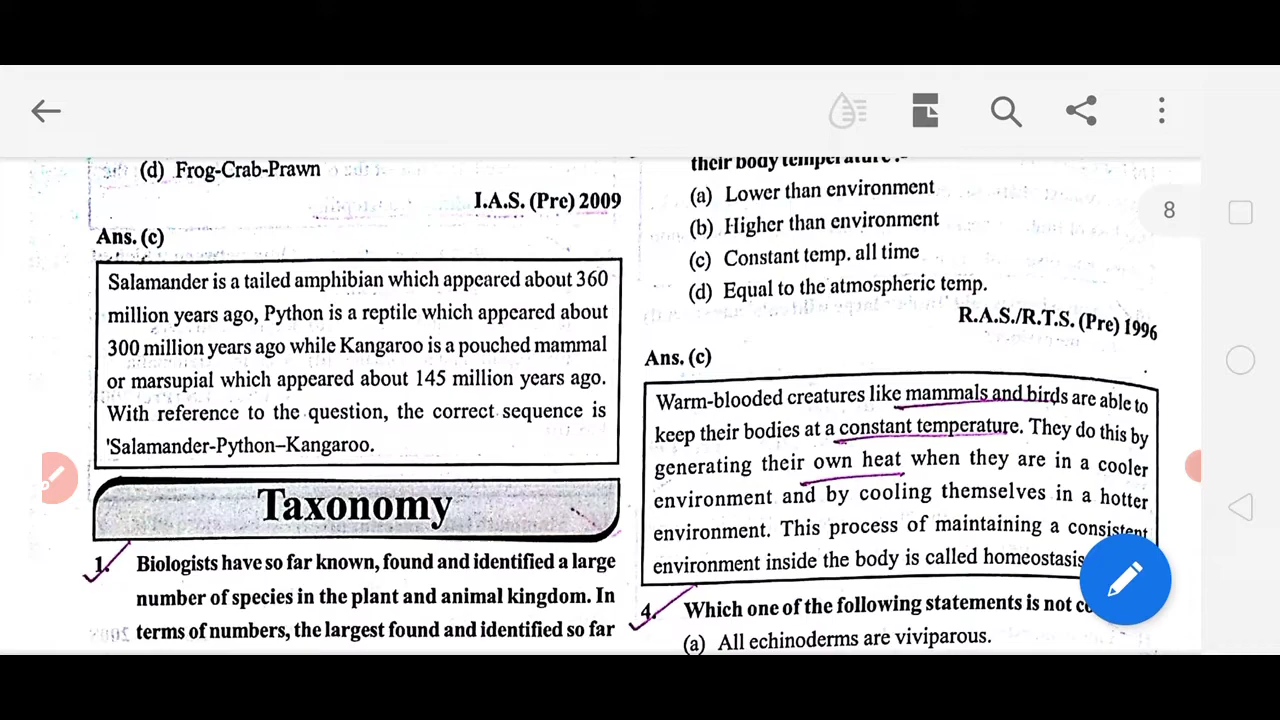 (d) Frog-Crab-Prawn
I.A.S. (Pre) 2009
Ans. (c)
Salamander is a tailed amphibian which appeared about 360
million years ago, Python is a reptile which appeared about
300 million years ago while Kangaroo is a pouched mammal
or marsupial which appeared about 145 million years ago.
With reference to the question, the correct sequence is
'Salamander-Python–Kangaroo.
Taxonomy
1. Biologists have so far known, found and identified a large
number of species in the plant and animal kingdom. In
terms of numbers, the largest found and identified so far
their body temperature :-
(a) Lower than environment
(b) Higher than environment
(c) Constant temp. all time
(d) Equal to the atmospheric temp.
R.A.S./R.T.S. (Pre) 1996
Ans. (c)
Warm-blooded creatures like mammals and birds are able to
keep their bodies at a constant temperature. They do this by
generating their own heat when they are in a cooler
environment and by cooling themselves in a hotter
environment. This process of maintaining a consistent
environment inside the body is called homeostasis
4. Which one of the following statements is not
(a) All echinoderms are viviparous.
8